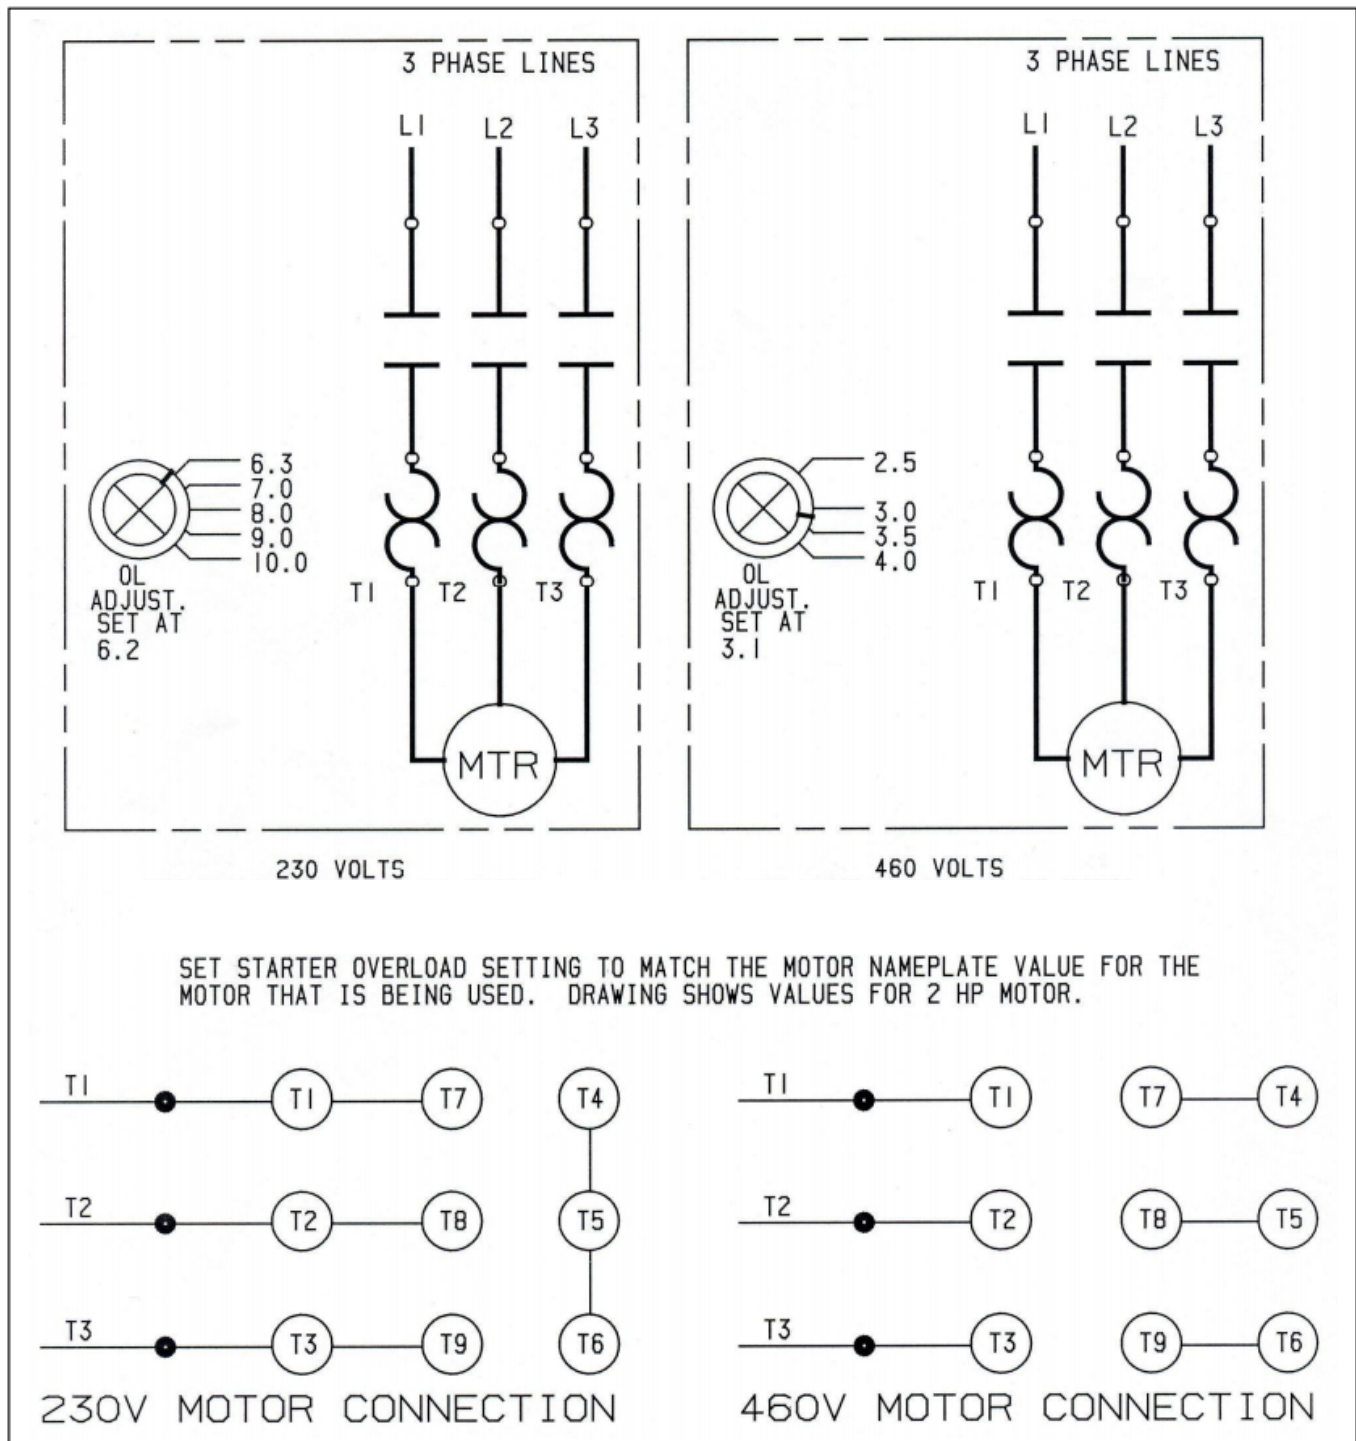 3 PHASE LINES
L1 L2 L3
6.3
7.0
8.0
9.0
10.0
OL
ADJUST.
SET AT
6.2
T1 T2 T3
MTR
230 VOLTS
3 PHASE LINES
L1 L2 L3
2.5
3.0
3.5
4.0
OL
ADJUST.
SET AT
3.1
T1 T2 T3
MTR
460 VOLTS
SET STARTER OVERLOAD SETTING TO MATCH THE MOTOR NAMEPLATE VALUE FOR THE
MOTOR THAT IS BEING USED. DRAWING SHOWS VALUES FOR 2 HP MOTOR.
T1 T1 T7 T4
T2 T2 T8 T5
T3 T3 T9 T6
230V MOTOR CONNECTION
T1 T1 T7 T4
T2 T2 T8 T5
T3 T3 T9 T6
460V MOTOR CONNECTION